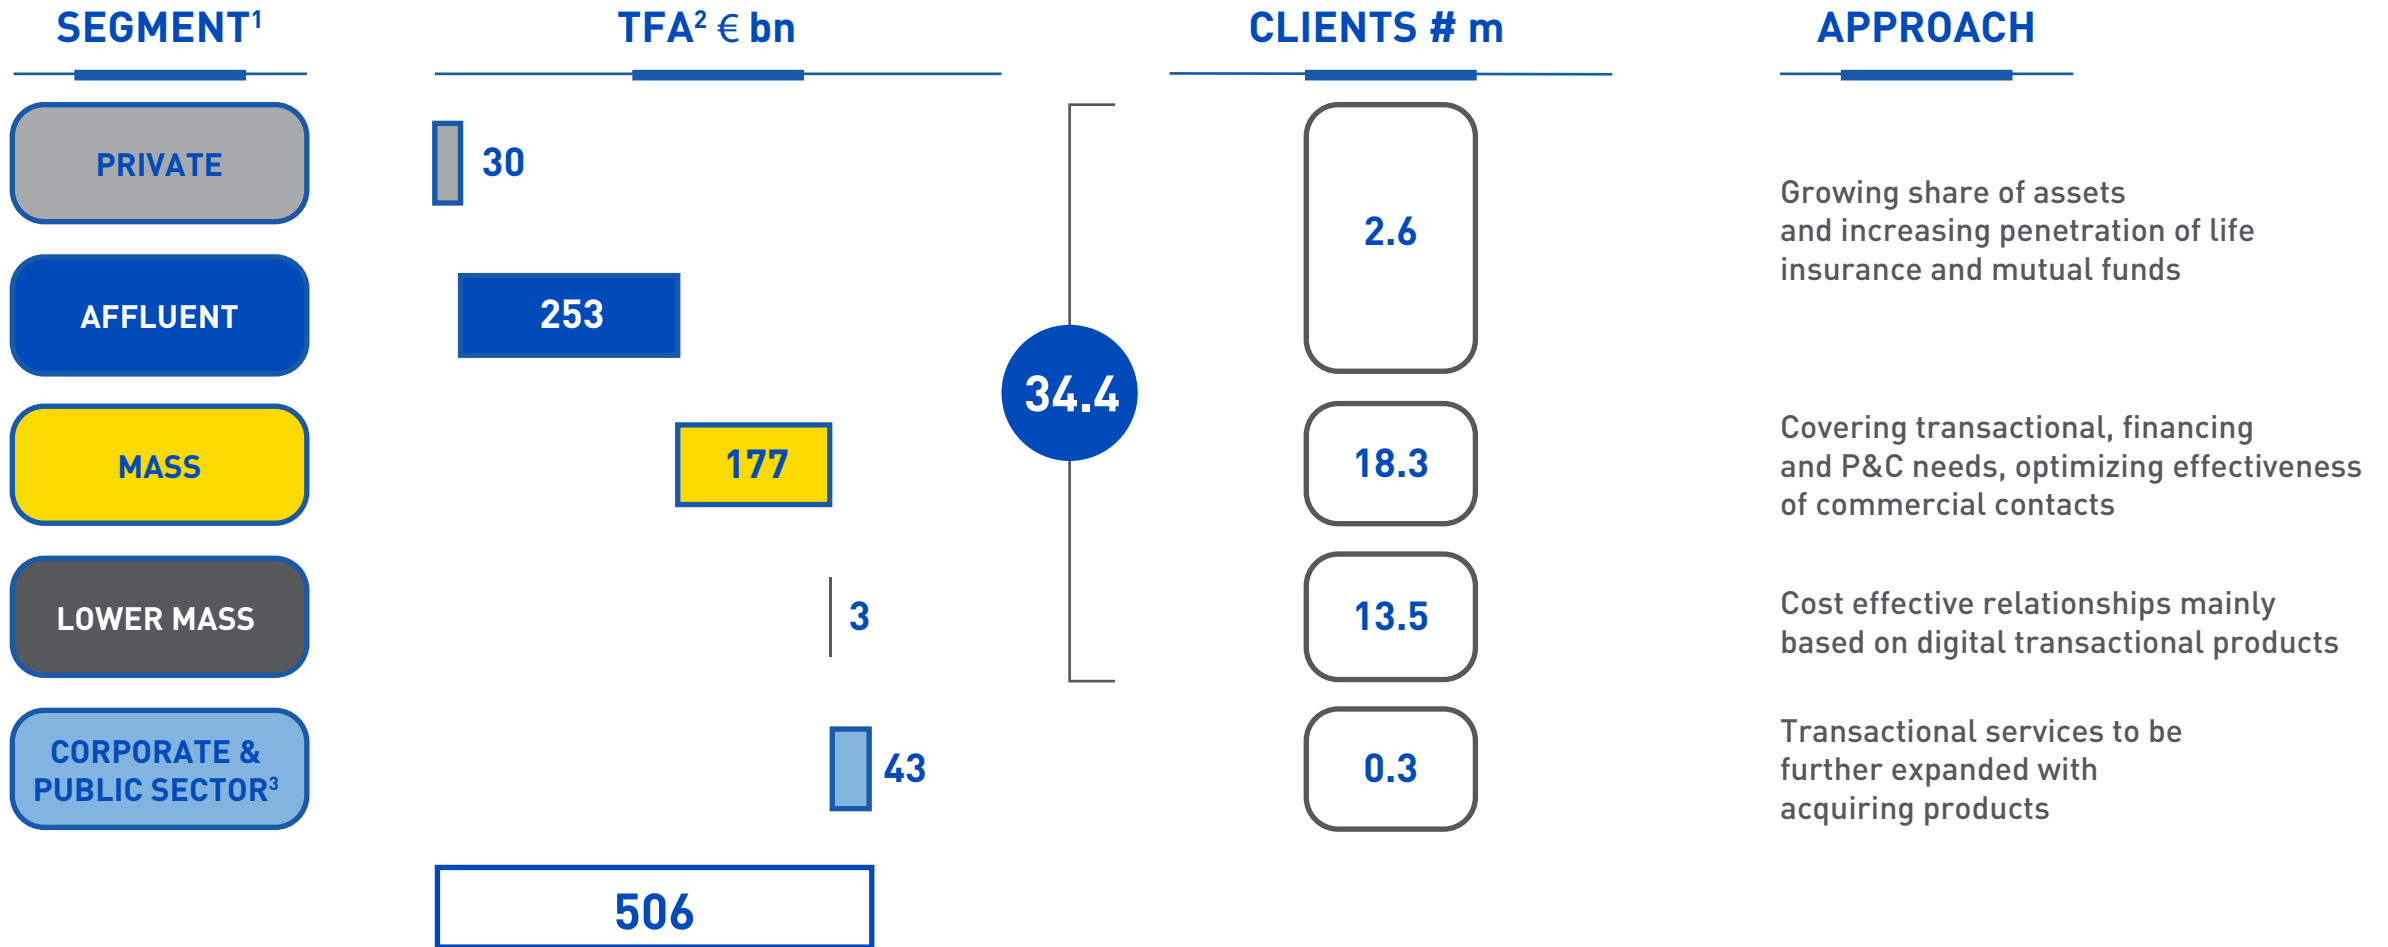 SEGMENT¹
TFA² € bn
CLIENTS # m
APPROACH
PRIVATE
30
2.6
Growing share of assets
and increasing penetration of life
insurance and mutual funds
AFFLUENT
253
34.4
MASS
177
18.3
Covering transactional, financing
and P&C needs, optimizing effectiveness
of commercial contacts
LOWER MASS
3
13.5
Cost effective relationships mainly
based on digital transactional products
CORPORATE &
PUBLIC SECTOR³
43
0.3
Transactional services to be
further expanded with
acquiring products
506